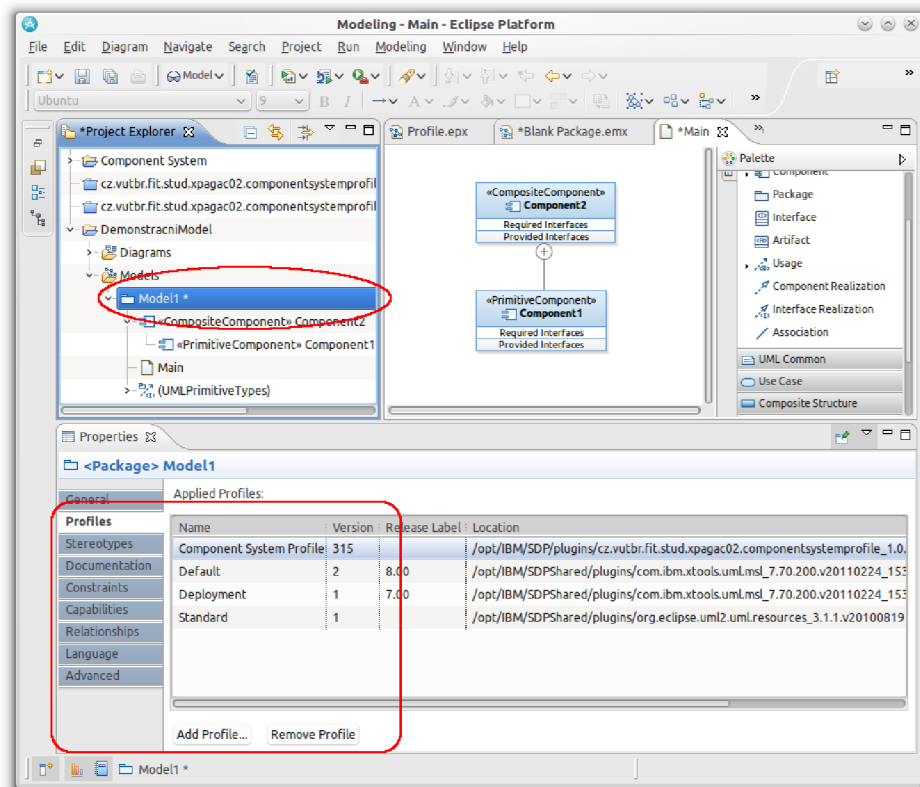 Modeling - Main - Eclipse Platform
File Edit Diagram Navigate Search Project Run Modeling Window Help
Model
Ubuntu 9 B I A
*Project Explorer
Component System
cz.vutbr.fit.stud.xpagac02.componentsystemprofil
cz.vutbr.fit.stud.xpagac02.componentsystemprofil
DemonstracniModel
Diagrams
Models
Model1 *
«CompositeComponent» Component2
«PrimitiveComponent» Component1
Main
(UMLPrimitiveTypes)
Profile.epx *Blank Package.emx *Main
«CompositeComponent»
Component2
Required Interfaces
Provided Interfaces
«PrimitiveComponent»
Component1
Required Interfaces
Provided Interfaces
Palette
Component
Package
Interface
Artifact
Usage
Component Realization
Interface Realization
Association
UML Common
Use Case
Composite Structure
Properties
<Package> Model1
General
Profiles
Stereotypes
Documentation
Constraints
Capabilities
Relationships
Language
Advanced
Applied Profiles:
Name Version Release Label Location
Component System Profile 315 /opt/IBM/SDP/plugins/cz.vutbr.fit.stud.xpagac02.componentsystemprofile_1.0.
Default 2 8.00 /opt/IBM/SDPShared/plugins/com.ibm.xtools.uml.msl_7.70.200.v20110224_153
Deployment 1 7.00 /opt/IBM/SDPShared/plugins/com.ibm.xtools.uml.msl_7.70.200.v20110224_153
Standard 1 /opt/IBM/SDPShared/plugins/org.eclipse.uml2.uml.resources_3.1.1.v20100819
Add Profile... Remove Profile
Model1 *